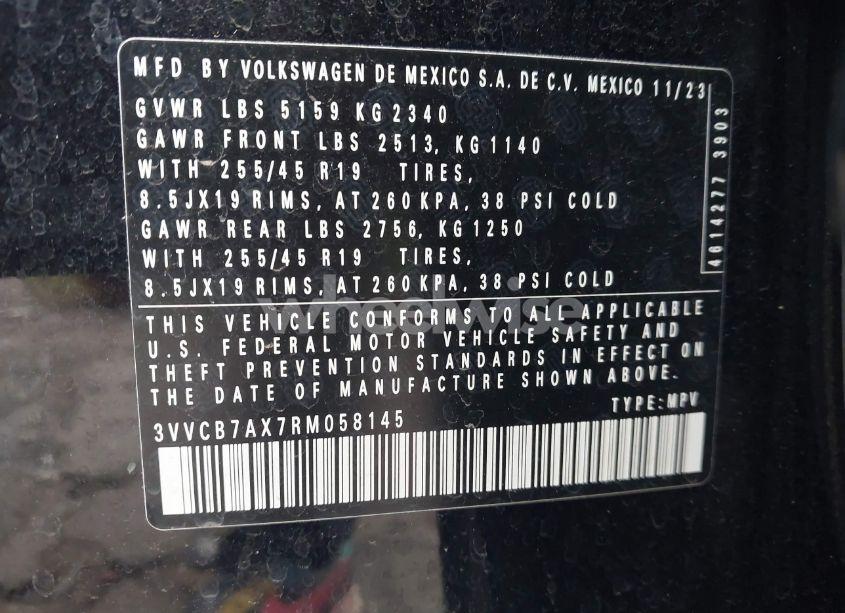 MFD BY VOLKSWAGEN DE MEXICO S.A. DE C.V. MEXICO 11/23
GVWR LBS 5159 KG 2340
GAWR FRONT LBS 2513, KG 1140
WITH 255/45 R19 TIRES,
8.5JX19 RIMS, AT 260 KPA, 38 PSI COLD
GAWR REAR LBS 2756, KG 1250
WITH 255/45 R19 TIRES,
8.5JX19 RIMS, AT 260 KPA, 38 PSI COLD
4614277 3903
THIS VEHICLE CONFORMS TO ALL APPLICABLE
U.S. FEDERAL MOTOR VEHICLE SAFETY AND
THEFT PREVENTION STANDARDS IN EFFECT ON
THE DATE OF MANUFACTURE SHOWN ABOVE.
TYPE:MPV
3VVCB7AX7RM058145
wheelwise